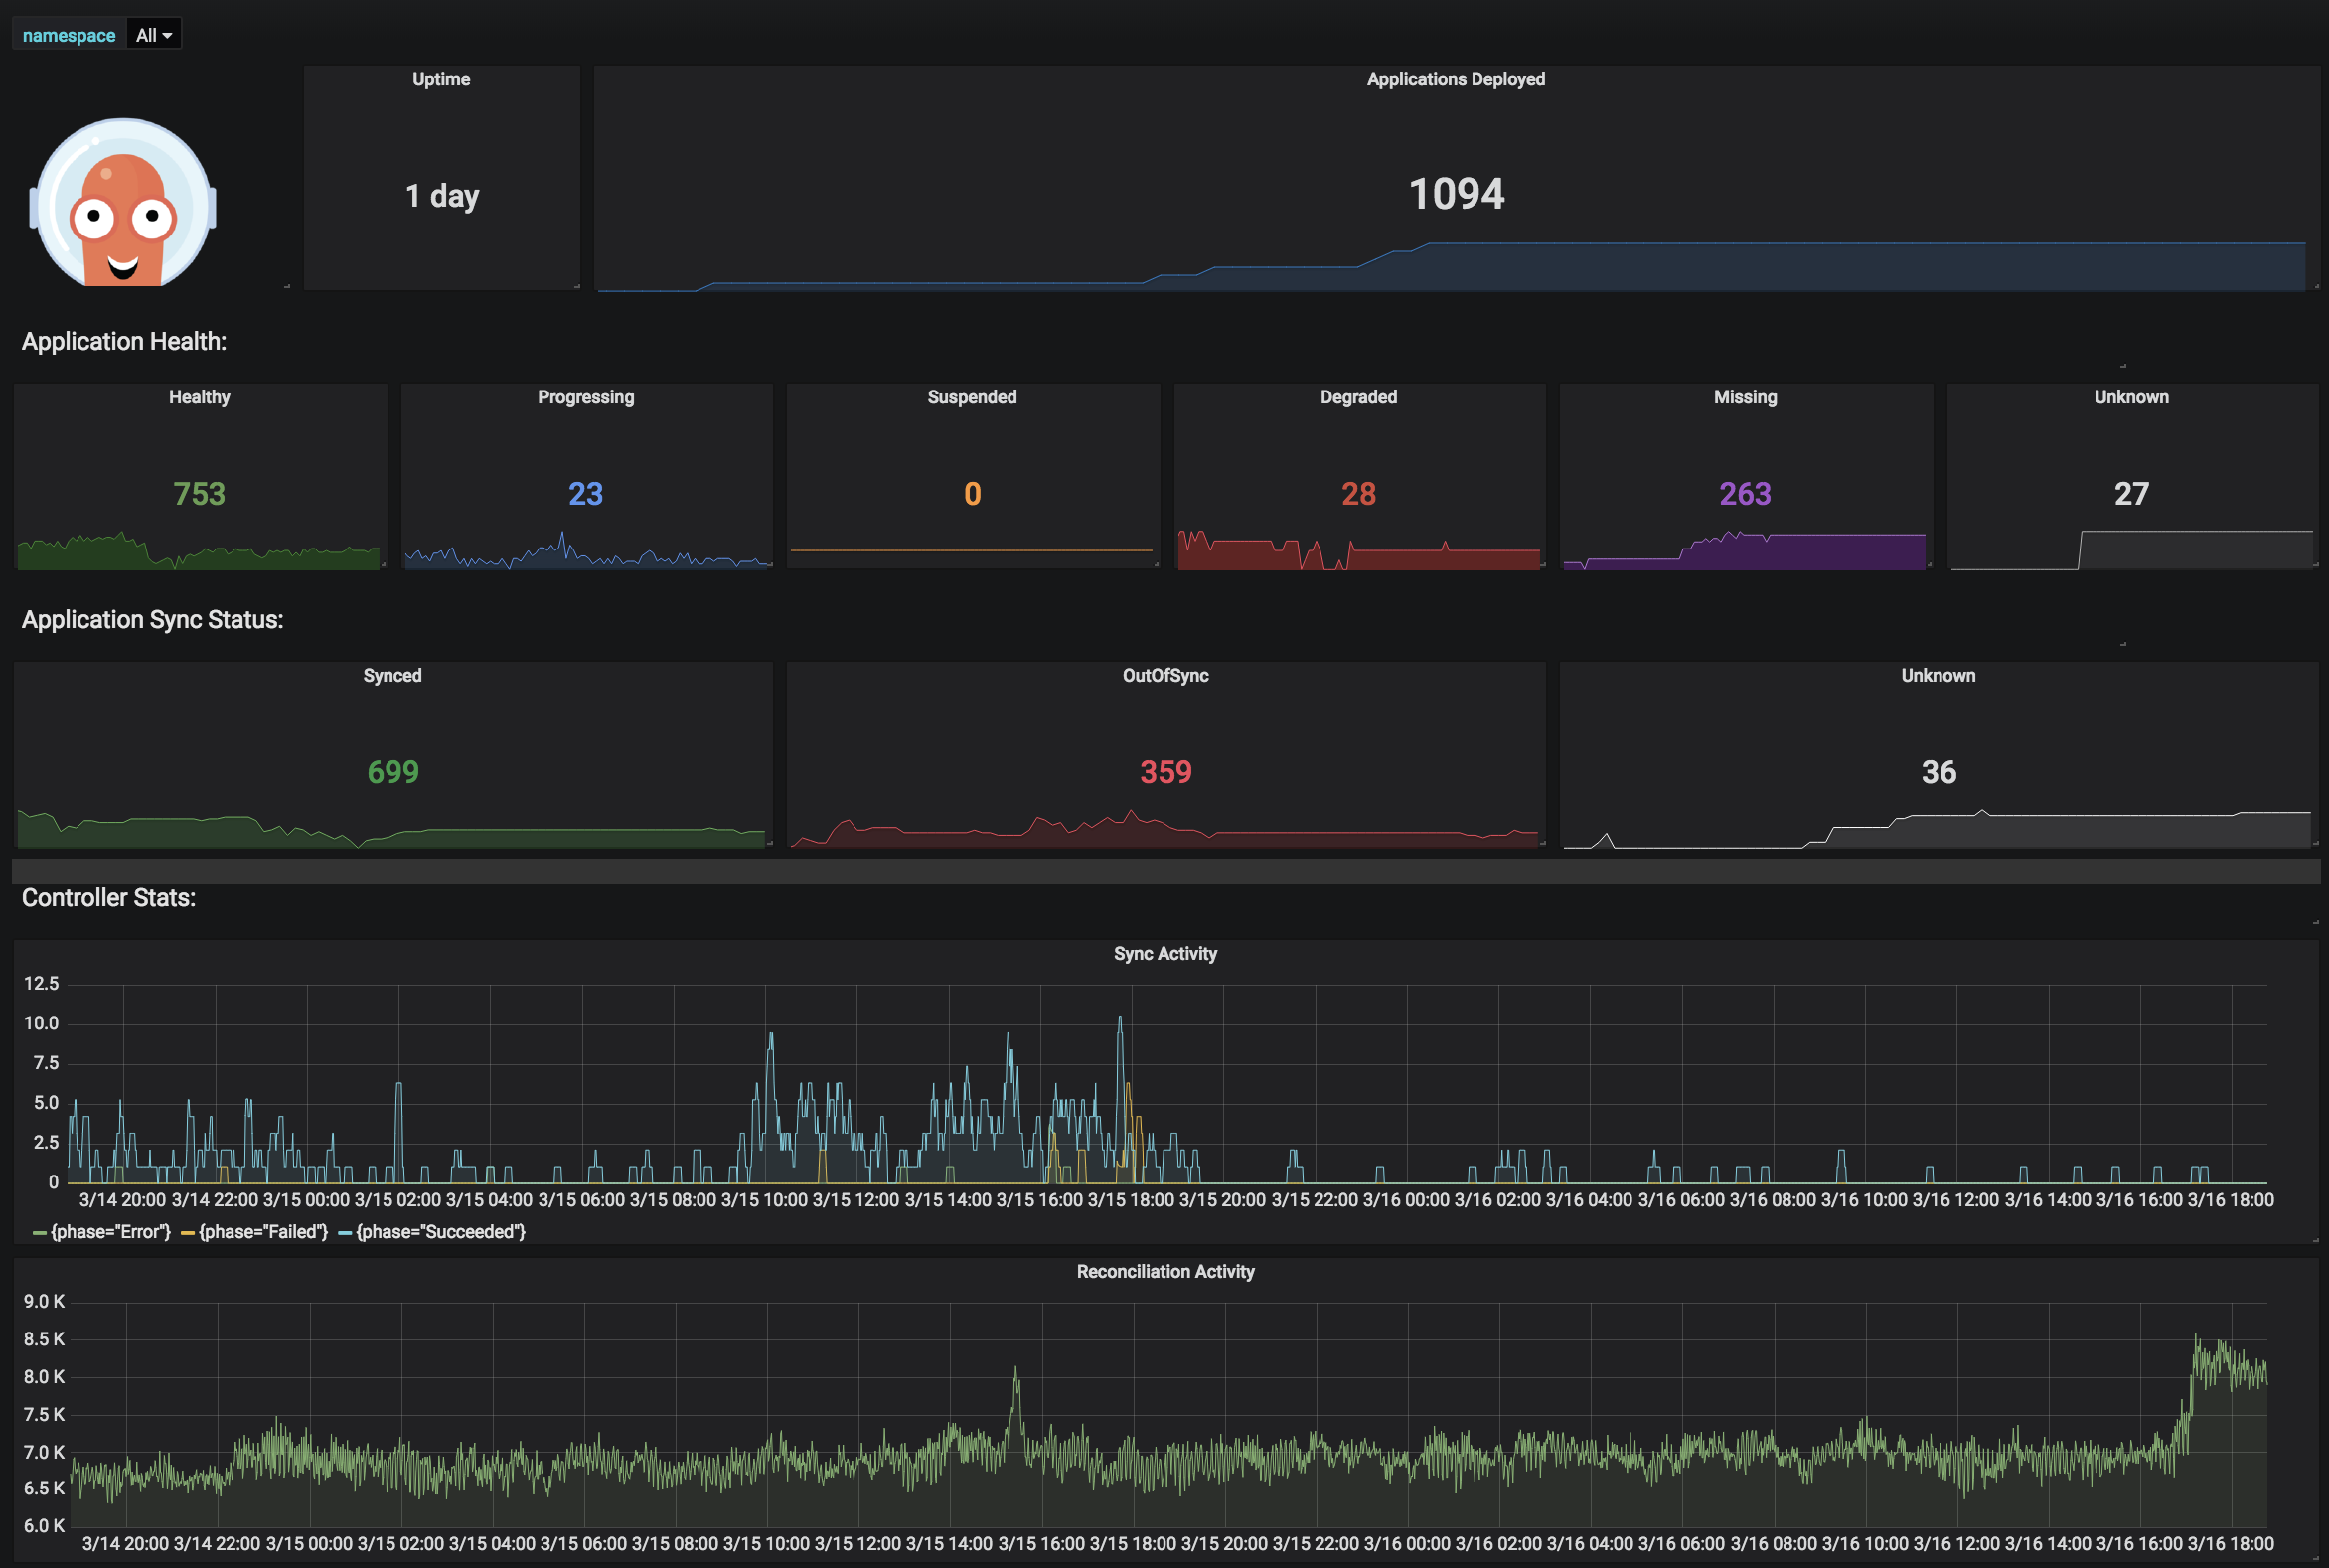 namespace All
Uptime
Applications Deployed
1 day
1094
Application Health:
Healthy
Progressing
Suspended
Degraded
Missing
Unknown
753
23
0
28
263
27
Application Sync Status:
Synced
OutOfSync
Unknown
699
359
36
Controller Stats:
Sync Activity
12.5
10.0
7.5
5.0
2.5
0
3/14 20:00 3/14 22:00 3/15 00:00 3/15 02:00 3/15 04:00 3/15 06:00 3/15 08:00 3/15 10:00 3/15 12:00 3/15 14:00 3/15 16:00 3/15 18:00 3/15 20:00 3/15 22:00 3/16 00:00 3/16 02:00 3/16 04:00 3/16 06:00 3/16 08:00 3/16 10:00 3/16 12:00 3/16 14:00 3/16 16:00 3/16 18:00
{phase="Error"} {phase="Failed"} {phase="Succeeded"}
Reconciliation Activity
9.0 K
8.5 K
8.0 K
7.5 K
7.0 K
6.5 K
6.0 K
3/14 20:00 3/14 22:00 3/15 00:00 3/15 02:00 3/15 04:00 3/15 06:00 3/15 08:00 3/15 10:00 3/15 12:00 3/15 14:00 3/15 16:00 3/15 18:00 3/15 20:00 3/15 22:00 3/16 00:00 3/16 02:00 3/16 04:00 3/16 06:00 3/16 08:00 3/16 10:00 3/16 12:00 3/16 14:00 3/16 16:00 3/16 18:00